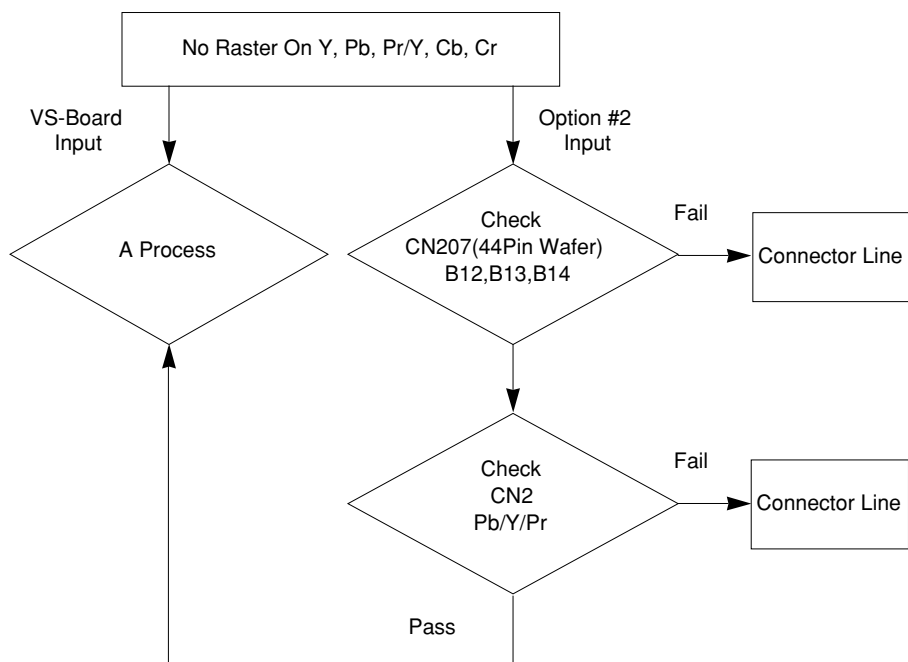 No Raster On Y, Pb, Pr/Y, Cb, Cr
VS-Board
Input
Option #2
Input
A Process
Check
CN207(44Pin Wafer)
B12,B13,B14
Fail
Connector Line
Check
CN2
Pb/Y/Pr
Fail
Connector Line
Pass